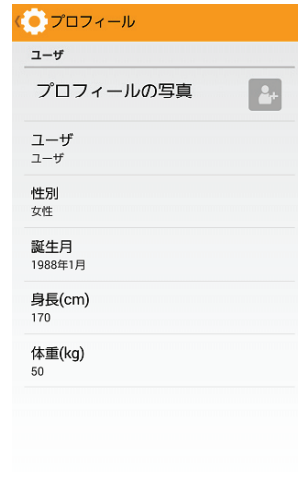 プロフィール
ユーザ
プロフィールの写真
ユーザ
ユーザ
性別
女性
誕生月
1988年1月
身長(cm)
170
体重(kg)
50